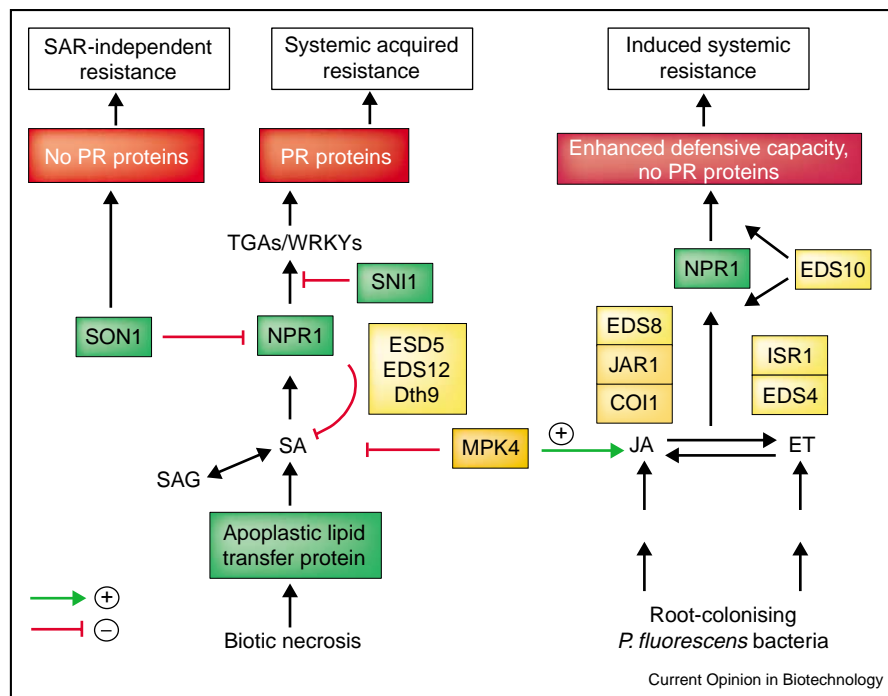 SAR-independent
resistance
Systemic acquired
resistance
Induced systemic
resistance
No PR proteins
PR proteins
Enhanced defensive capacity,
no PR proteins
TGAs/WRKYs
SNI1
NPR1
EDS10
SON1
NPR1
ESD5
EDS12
Dth9
EDS8
JAR1
COI1
ISR1
EDS4
SA
MPK4
+
JA
ET
SAG
Apoplastic lipid
transfer protein
+
−
Biotic necrosis
Root-colonising
P. fluorescens bacteria
Current Opinion in Biotechnology